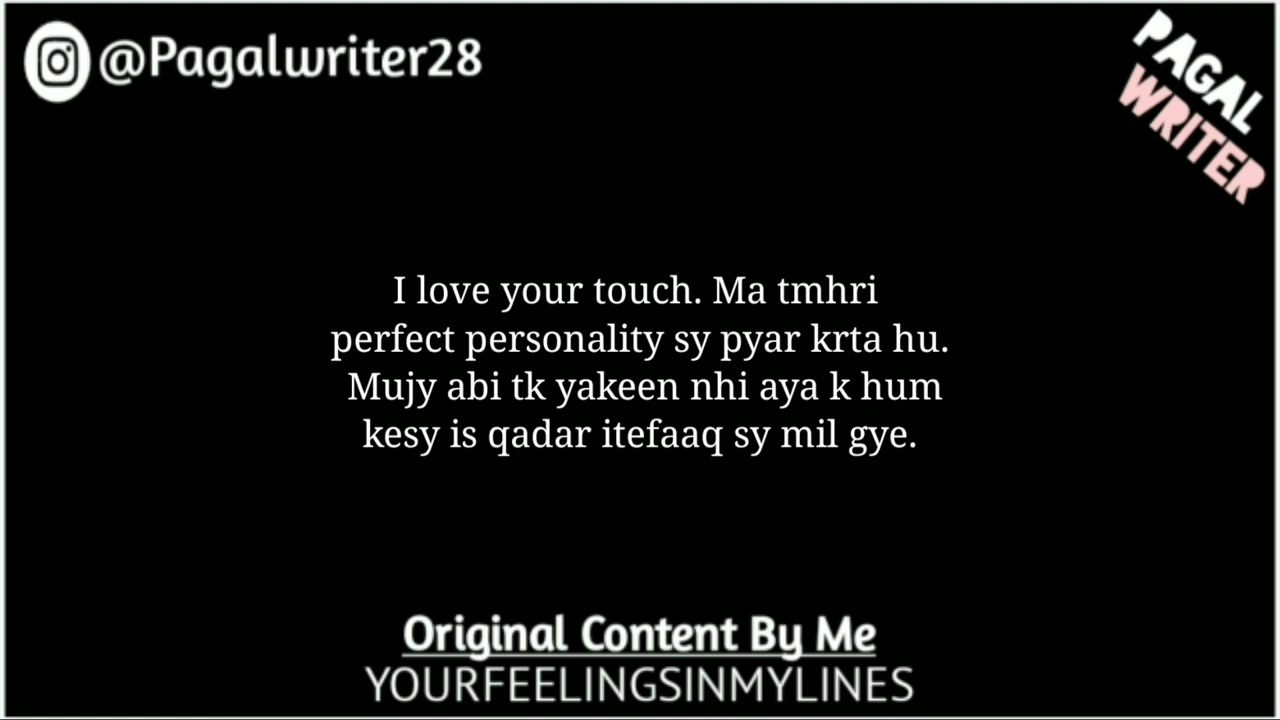 @Pagalwriter28
PAGAL
WRITER
I love your touch. Ma tmhri
perfect personality sy pyar krta hu.
Mujy abi tk yakeen nhi aya k hum
kesy is qadar itefaaq sy mil gye.
Original Content By Me
YOURFEELINGSINMYLINES